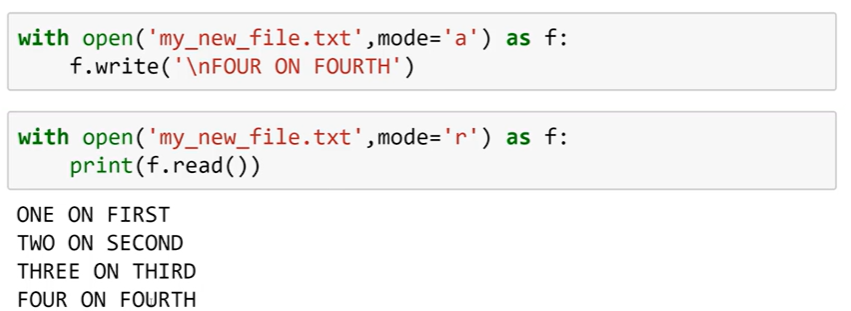 with open('my_new_file.txt',mode='a') as f:
    f.write('\nFOUR ON FOURTH')
with open('my_new_file.txt',mode='r') as f:
    print(f.read())
ONE ON FIRST
TWO ON SECOND
THREE ON THIRD
FOUR ON FOURTH